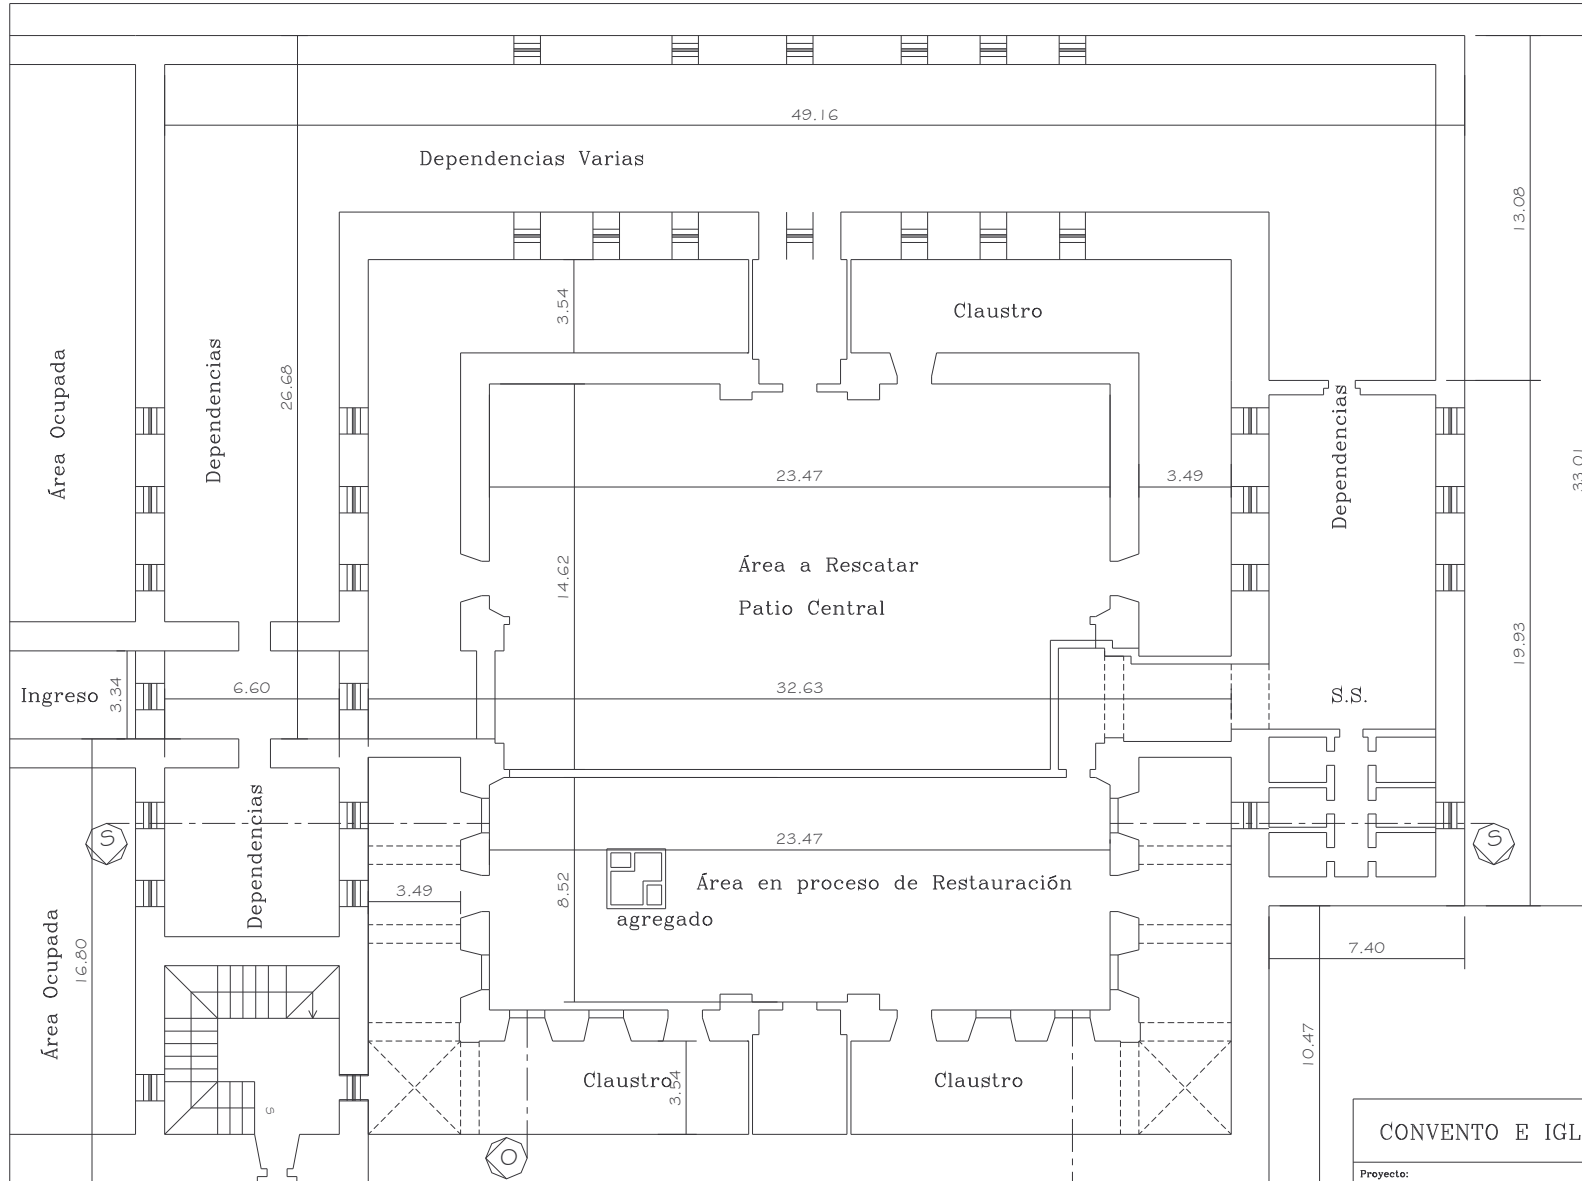 49.16
Dependencias Varias
13.08
3.54
Claustro
Área Ocupada
Dependencias
26.68
Dependencias
23.47
3.49
33.01
Área a Rescatar
Patio Central
14.62
19.93
Ingreso
3.34
6.60
32.63
S.S.
S
S
Dependencias
23.47
3.49
8.52
Área en proceso de Restauración
agregado
Área Ocupada
16.80
7.40
10.47
Claustro
3.54
Claustro
S
O
CONVENTO E IGL
Proyecto: